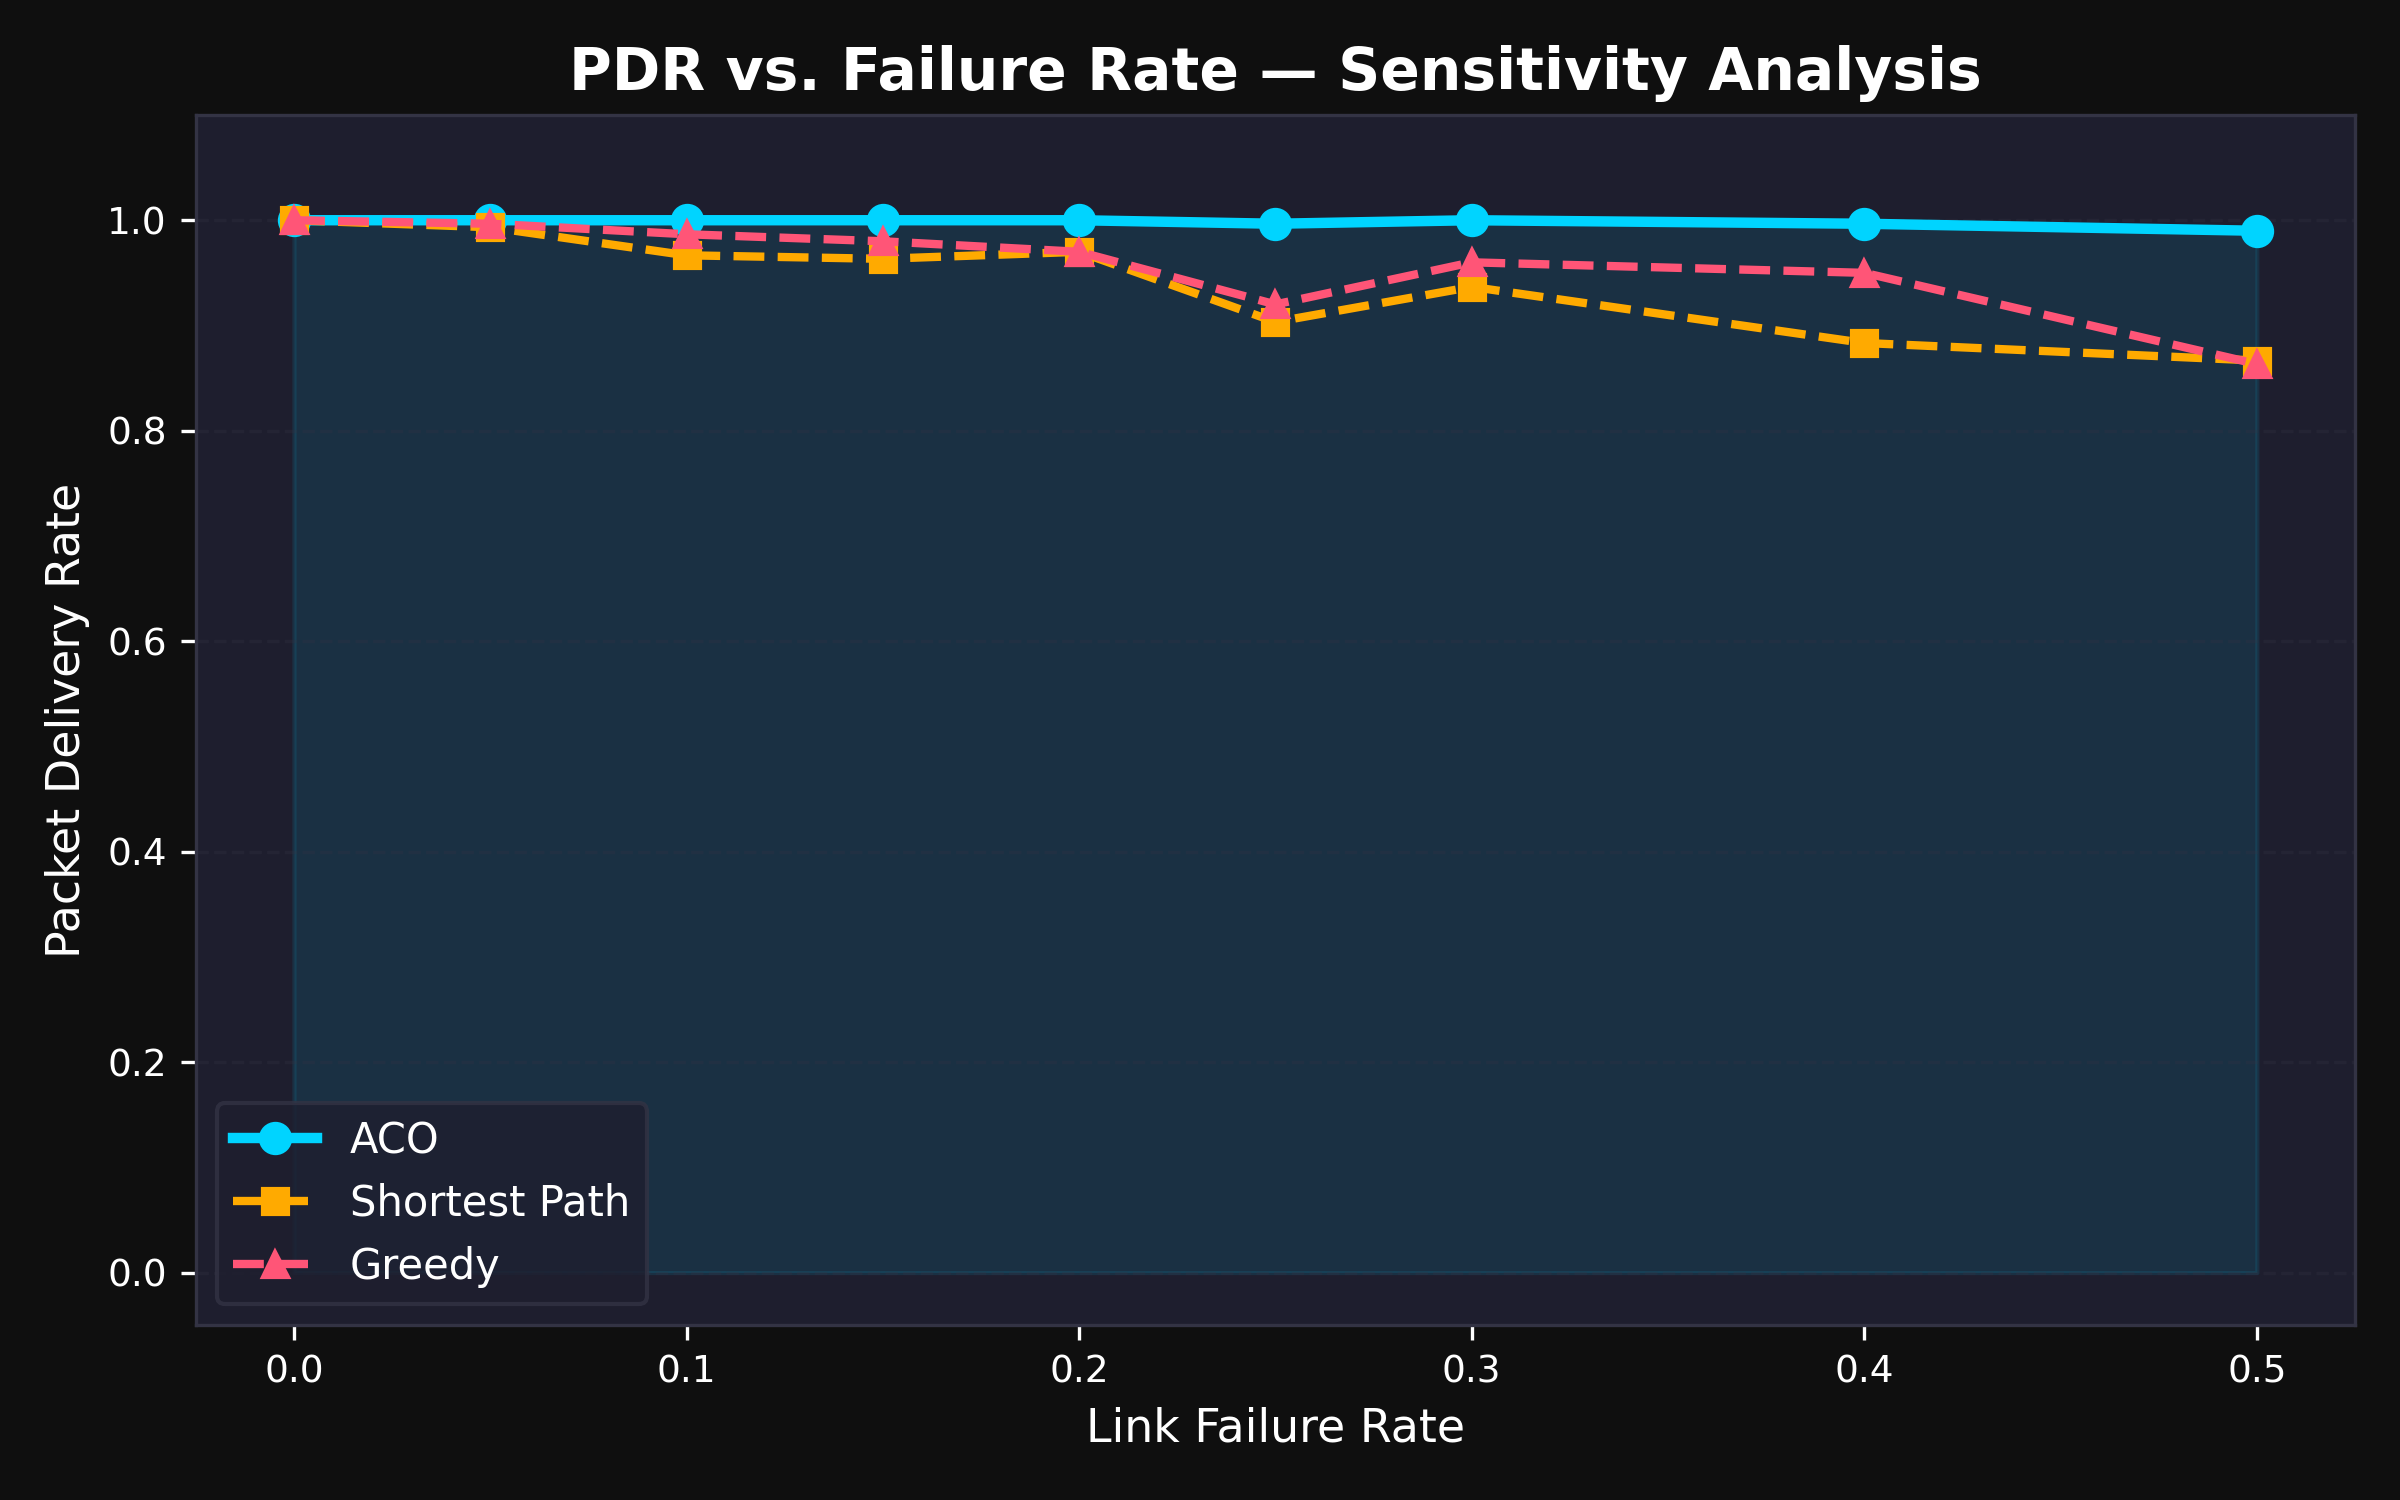 PDR vs. Failure Rate — Sensitivity Analysis
Packet Delivery Rate
1.0
0.8
0.6
0.4
0.2
0.0
ACO
Shortest Path
Greedy
0.0 0.1 0.2 0.3 0.4 0.5
Link Failure Rate